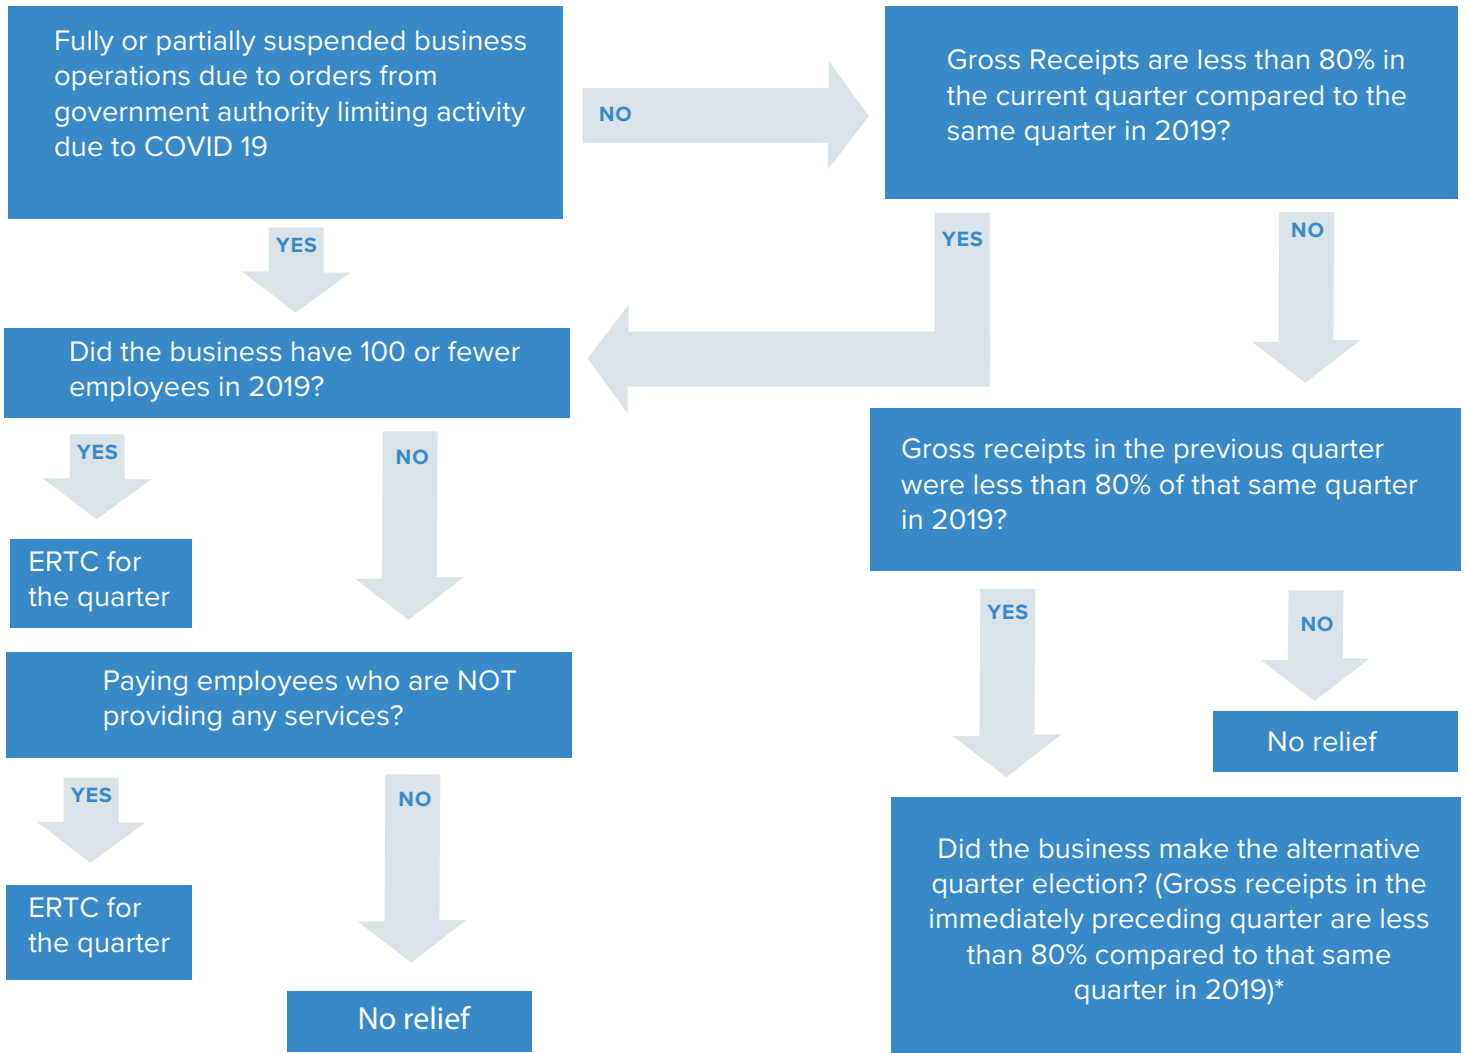 Fully or partially suspended business
operations due to orders from
government authority limiting activity
due to COVID 19
NO
Gross Receipts are less than 80% in
the current quarter compared to the
same quarter in 2019?
YES
YES
NO
Did the business have 100 or fewer
employees in 2019?
YES
NO
Gross receipts in the previous quarter
were less than 80% of that same quarter
in 2019?
ERTC for
the quarter
YES
NO
Paying employees who are NOT
providing any services?
No relief
YES
NO
Did the business make the alternative
quarter election? (Gross receipts in the
immediately preceding quarter are less
than 80% compared to that same
quarter in 2019)*
ERTC for
the quarter
No relief